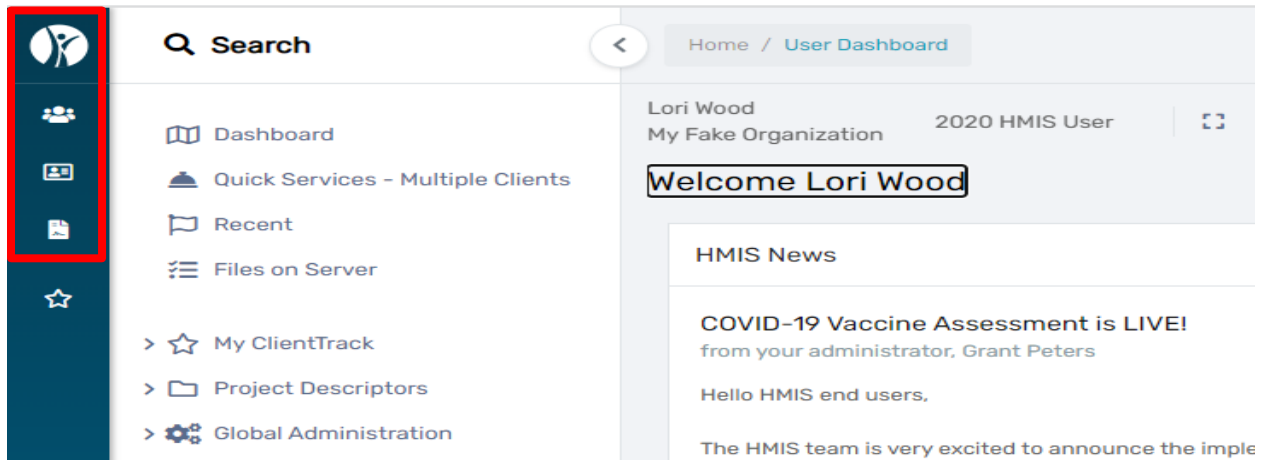 Search
Home / User Dashboard
Lori Wood
My Fake Organization
2020 HMIS User
Dashboard
Quick Services - Multiple Clients
Recent
Files on Server
My ClientTrack
Project Descriptors
Global Administration
Welcome Lori Wood
HMIS News
COVID-19 Vaccine Assessment is LIVE!
from your administrator, Grant Peters
Hello HMIS end users,
The HMIS team is very excited to announce the imple